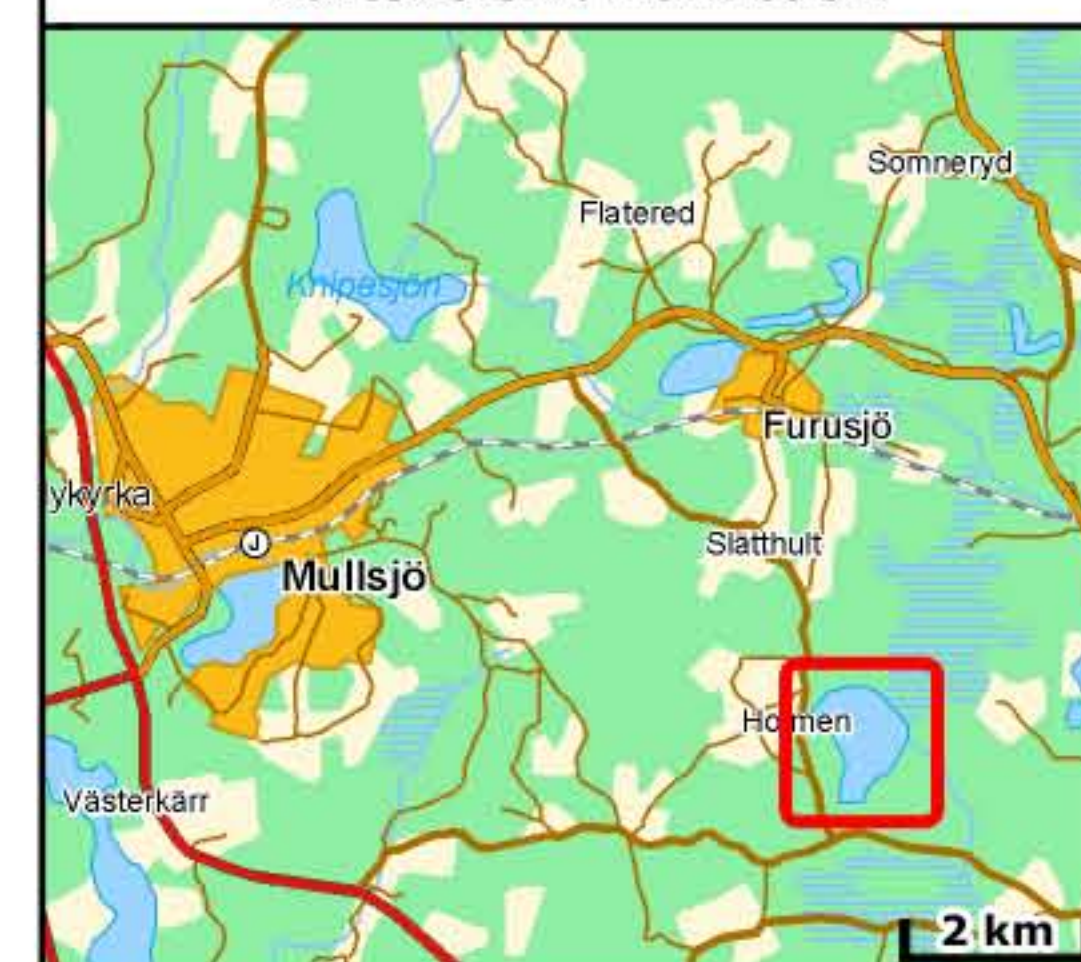 Somneryd
Flatered
Knipesjön
Furusjö
ykyrka
J
Slätthult
Mullsjö
Holmen
Västerkärr
2 km